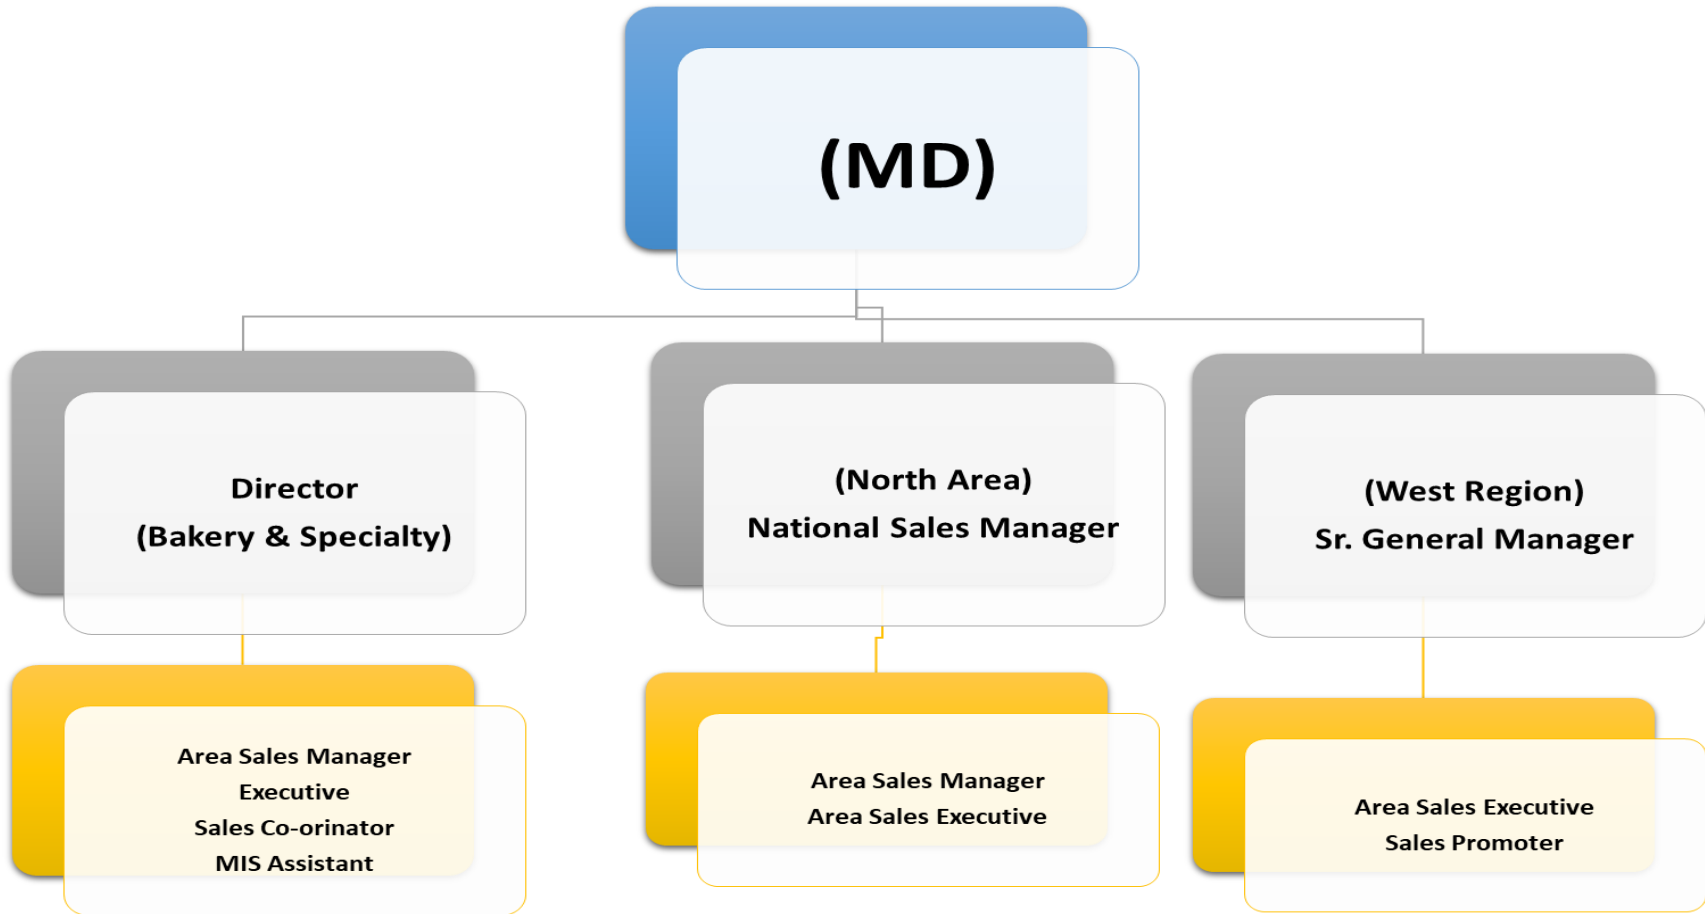 (MD)
Director
(Bakery & Specialty)
(North Area)
National Sales Manager
(West Region)
Sr. General Manager
Area Sales Manager
Executive
Sales Co-orinator
MIS Assistant
Area Sales Manager
Area Sales Executive
Area Sales Executive
Sales Promoter